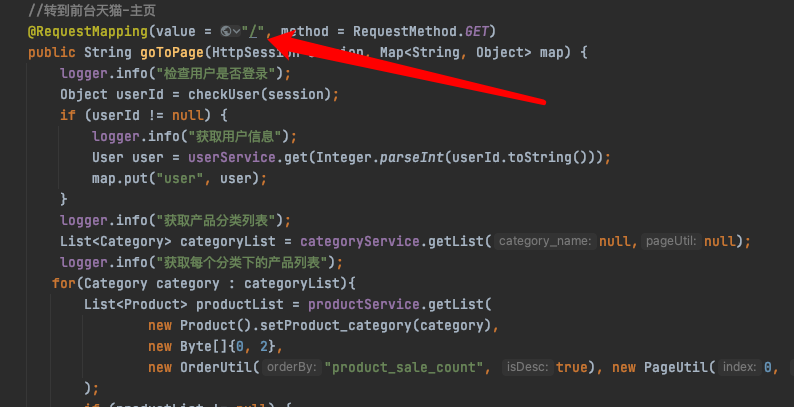 //转到前台天猫-主页
@RequestMapping(value = "/", method = RequestMethod.GET)
public String goToPage(HttpSession session, Map<String, Object> map) {
logger.info("检查用户是否登录");
Object userId = checkUser(session);
if (userId != null) {
logger.info("获取用户信息");
User user = userService.get(Integer.parseInt(userId.toString()));
map.put("user", user);
}
logger.info("获取产品分类列表");
List<Category> categoryList = categoryService.getList( category_name: null, pageUtil: null);
logger.info("获取每个分类下的产品列表");
for(Category category : categoryList){
List<Product> productList = productService.getList(
new Product().setProduct_category(category),
new Byte[]{0, 2},
new OrderUtil( orderBy: "product_sale_count", isDesc: true), new PageUtil( index: 0,
);
if (productList != null) {